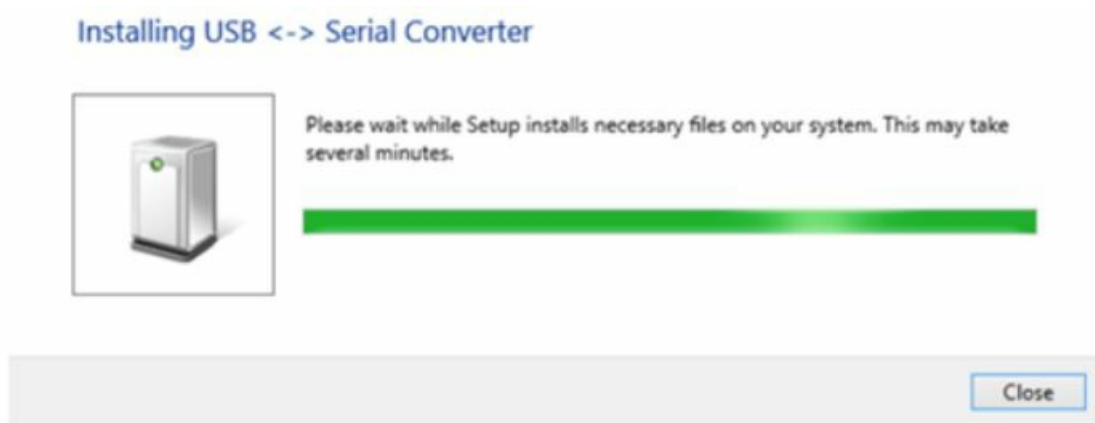 Installing USB <-> Serial Converter
Please wait while Setup installs necessary files on your system. This may take
several minutes.
Close